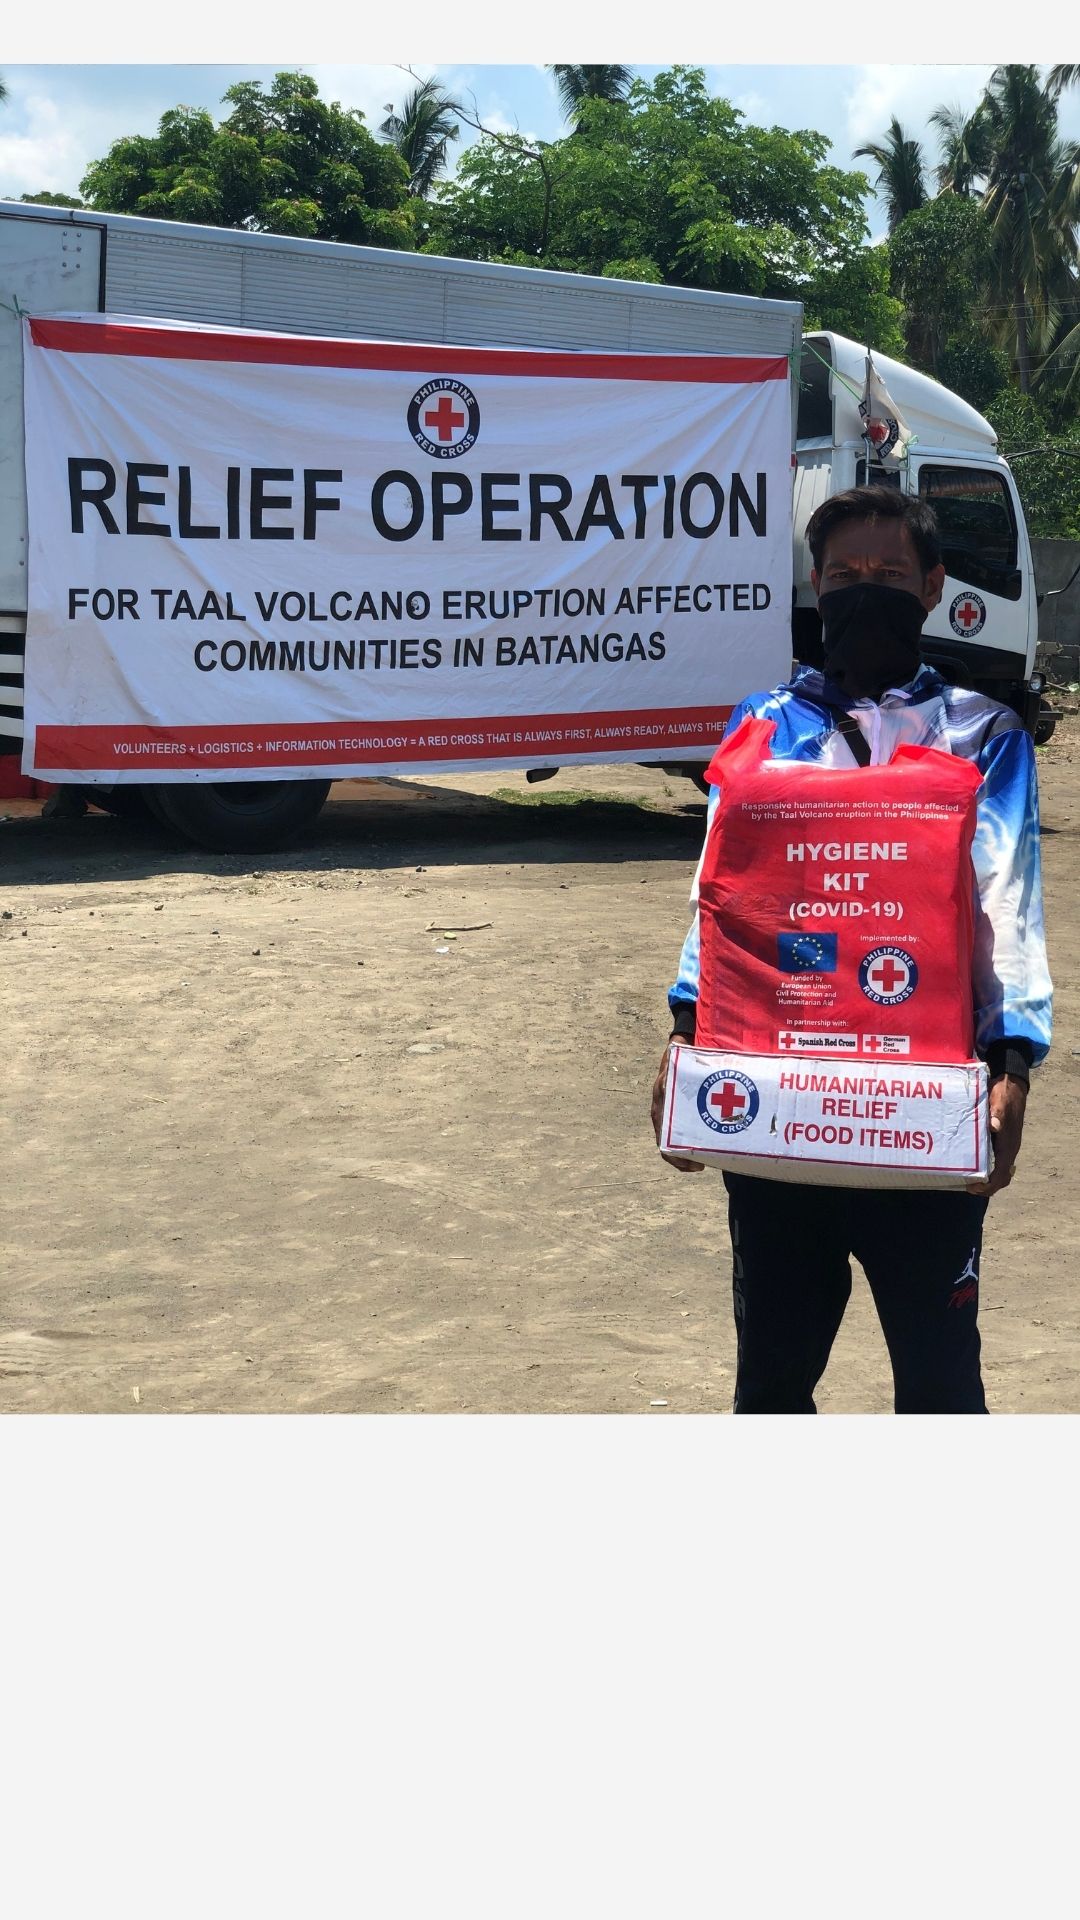 PHILIPPINE
RED CROSS
RELIEF OPERATION
FOR TAAL VOLCANO ERUPTION AFFECTED
COMMUNITIES IN BATANGAS
VOLUNTEERS + LOGISTICS + INFORMATION TECHNOLOGY = A RED CROSS THAT IS ALWAYS FIRST, ALWAYS READY, ALWAYS THER
PHILIPPINE
RED CROSS
Responsive humanitarian action to people affected
by the Taal Volcano eruption in the Philippines
HYGIENE
KIT
(COVID-19)
Funded by
European Union
Civil Protection and
Humanitarian Aid
Implemented by:
PHILIPPINE
RED CROSS
In partnership with:
Spanish Red Cross
German
Red
Cross
PHILIPPINE
RED CROSS
HUMANITARIAN
RELIEF
(FOOD ITEMS)